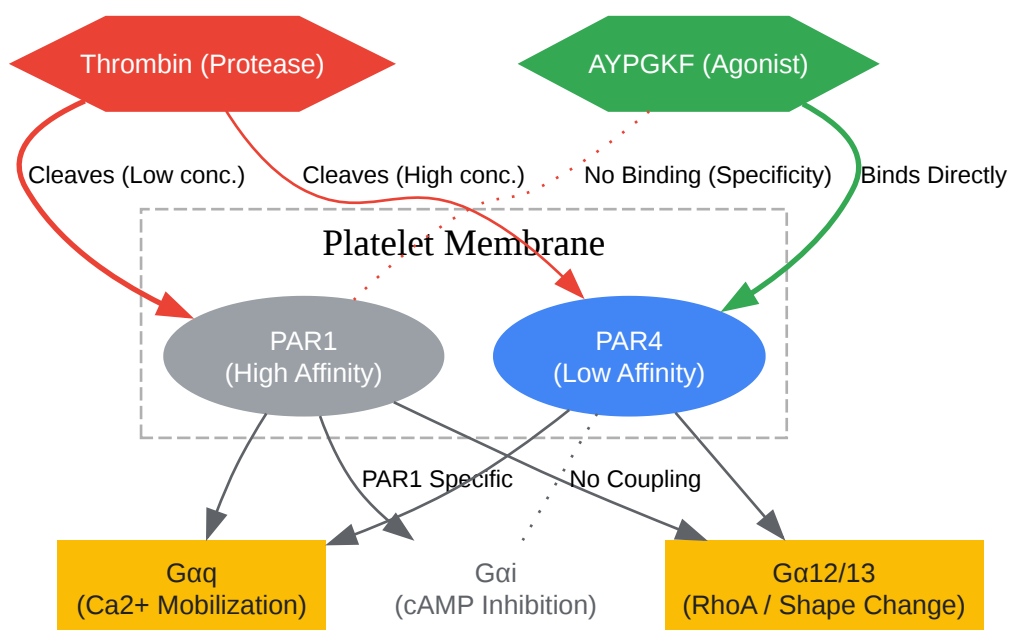 Thrombin (Protease)
AYPGKF (Agonist)
Cleaves (Low conc.)
Cleaves (High conc.)
No Binding (Specificity)
Binds Directly
Platelet Membrane
PAR1
(High Affinity)
PAR4
(Low Affinity)
PAR1 Specific
No Coupling
Gαq
(Ca2+ Mobilization)
Gαi
(cAMP Inhibition)
Gα12/13
(RhoA / Shape Change)